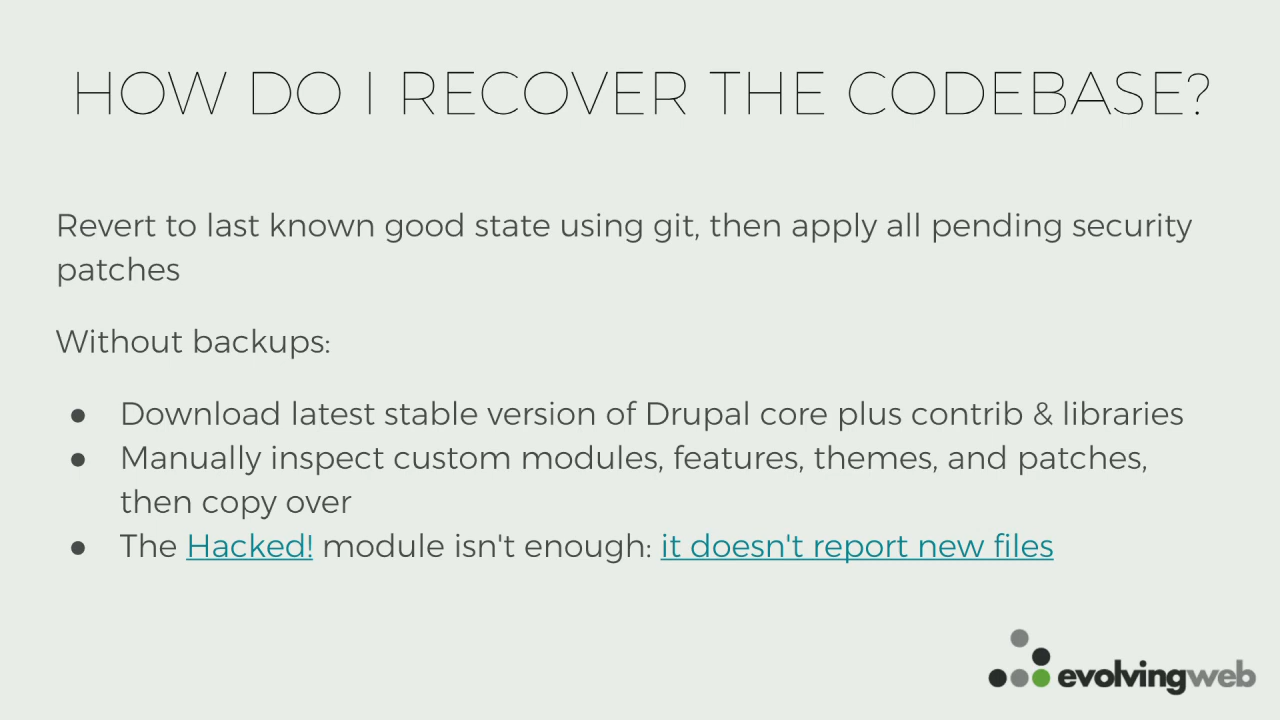 HOW DO I RECOVER THE CODEBASE?
Revert to last known good state using git, then apply all pending security
patches
Without backups:
● Download latest stable version of Drupal core plus contrib & libraries
● Manually inspect custom modules, features, themes, and patches,
then copy over
● The Hacked! module isn't enough: it doesn't report new files
evolvingweb